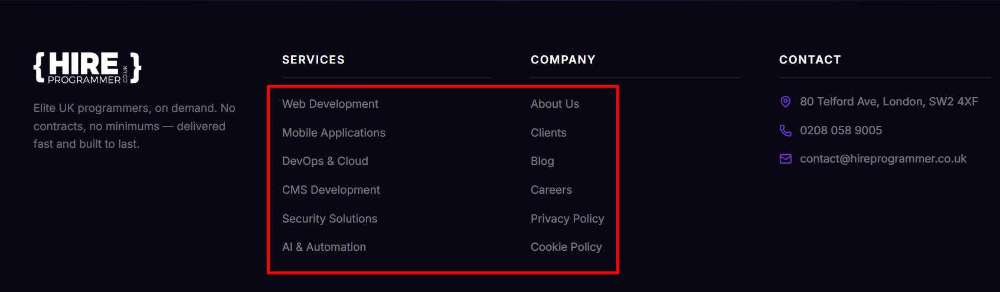 {HIRE}
PROGRAMMER
CO.UK
Elite UK programmers, on demand. No
contracts, no minimums — delivered
fast and built to last.
SERVICES
Web Development
Mobile Applications
DevOps & Cloud
CMS Development
Security Solutions
AI & Automation
COMPANY
About Us
Clients
Blog
Careers
Privacy Policy
Cookie Policy
CONTACT
80 Telford Ave, London, SW2 4XF
0208 058 9005
contact@hireprogrammer.co.uk